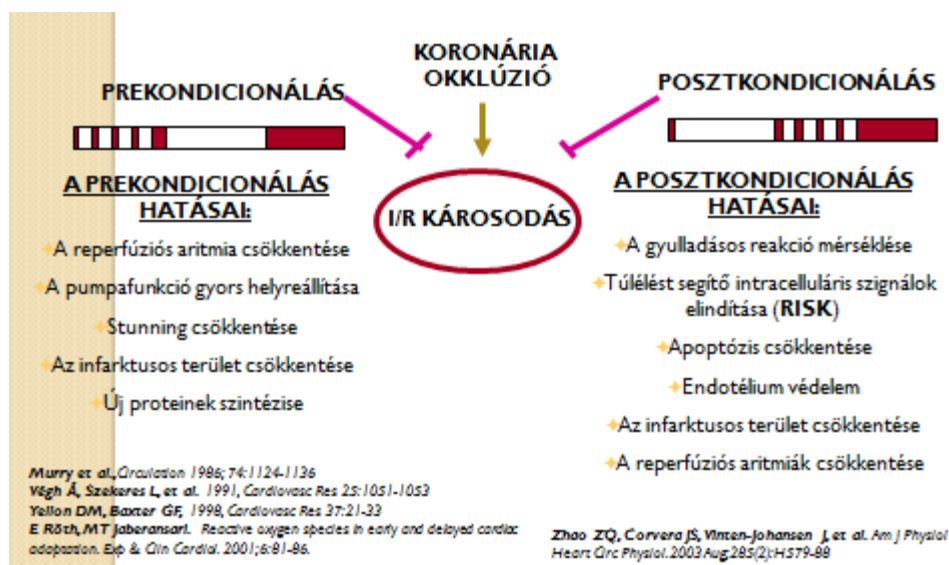 KORONÁRIA
OKKLÚZIÓ
PREKONDICIONÁLÁS
POSZTKONDICIONÁLÁS
I/R KÁROSODÁS
A PREKONDICIONÁLÁS
HATÁSAI:
A reperfúziós aritmia csökkentése
A pumpafunkció gyors helyreállítása
Stunning csökkentése
Az infarktusos terület csökkentése
Új proteinek szintézise
A POSZTKONDICIONÁLÁS
HATÁSAI:
A gyulladásos reakció mérséklése
Túlélést segítő intracelluláris szignálok
elindítása (RISK)
Apoptózis csökkentése
Endotélium védelem
Az infarktusos terület csökkentése
A reperfúziós aritmiák csökkentése
Murry et al., Circulation 1986; 74:1124-1136
Végh Á, Szekeres L, et al. 1991, Cardiovasc Res 25:1051-1053
Yellon DM, Baxter GF, 1998, Cardiovasc Res 37:21-33
E Rőth, MT Jaberansari. Reactive oxygen species in early and delayed cardiac
adaptation. Exp & Clin Cardiol. 2001;6:81-86.
Zhao ZQ, Corvera JS, Vinten-Johansen J, et al. Am J Physiol
Heart Circ Physiol. 2003 Aug;285(2):H579-88